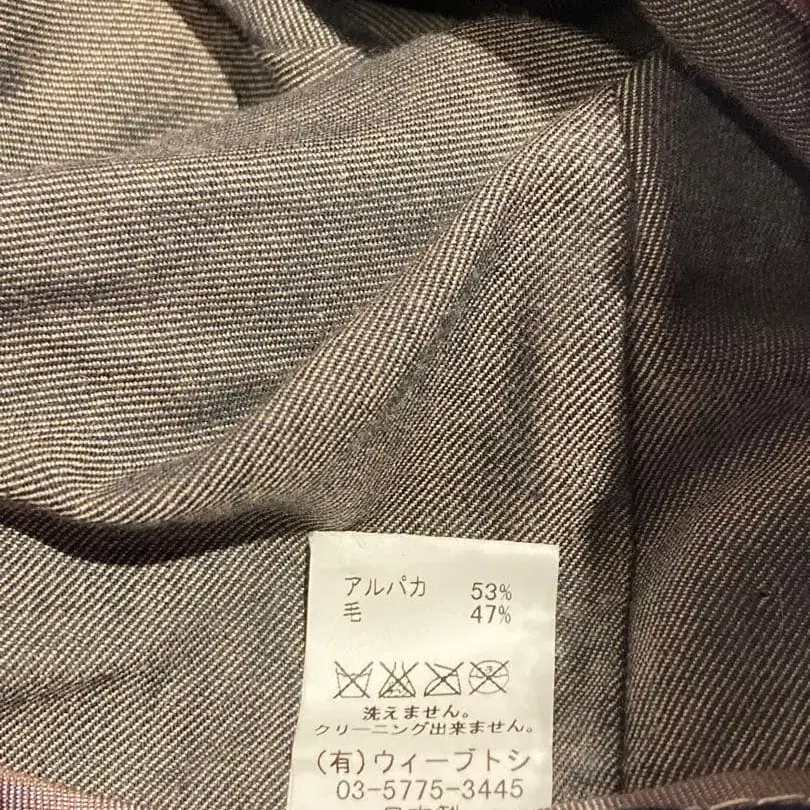 アルパカ 53%
毛 47%
洗えません。
クリーニング出来ません。
(有)ウィーブトシ
03-5775-3445